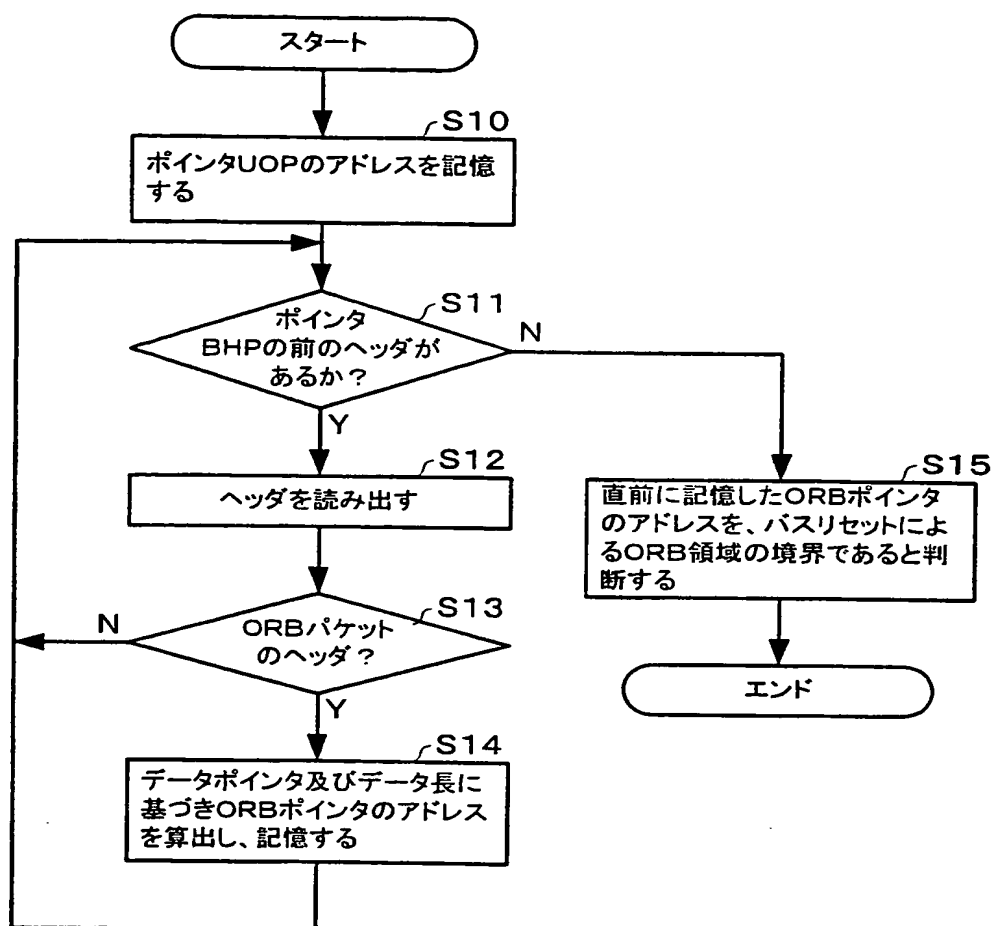 スタート
S10
ポインタUOPのアドレスを記憶
する
S11
ポインタ
BHPの前のヘッダが
あるか？
N
Y
S12
ヘッダを読み出す
S15
直前に記憶したORBポインタ
のアドレスを、バスリセットによ
るORB領域の境界であると判
断する
S13
ORBパケット
のヘッダ？
N
Y
エンド
S14
データポインタ及びデータ長に
基づきORBポインタのアドレス
を算出し、記憶する